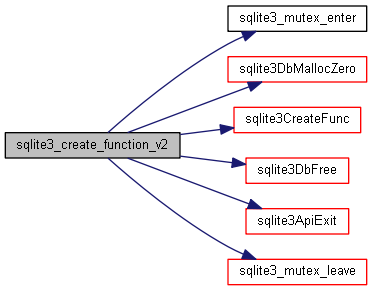 sqlite3_mutex_enter
sqlite3DbMallocZero
sqlite3CreateFunc
sqlite3_create_function_v2
sqlite3DbFree
sqlite3ApiExit
sqlite3_mutex_leave